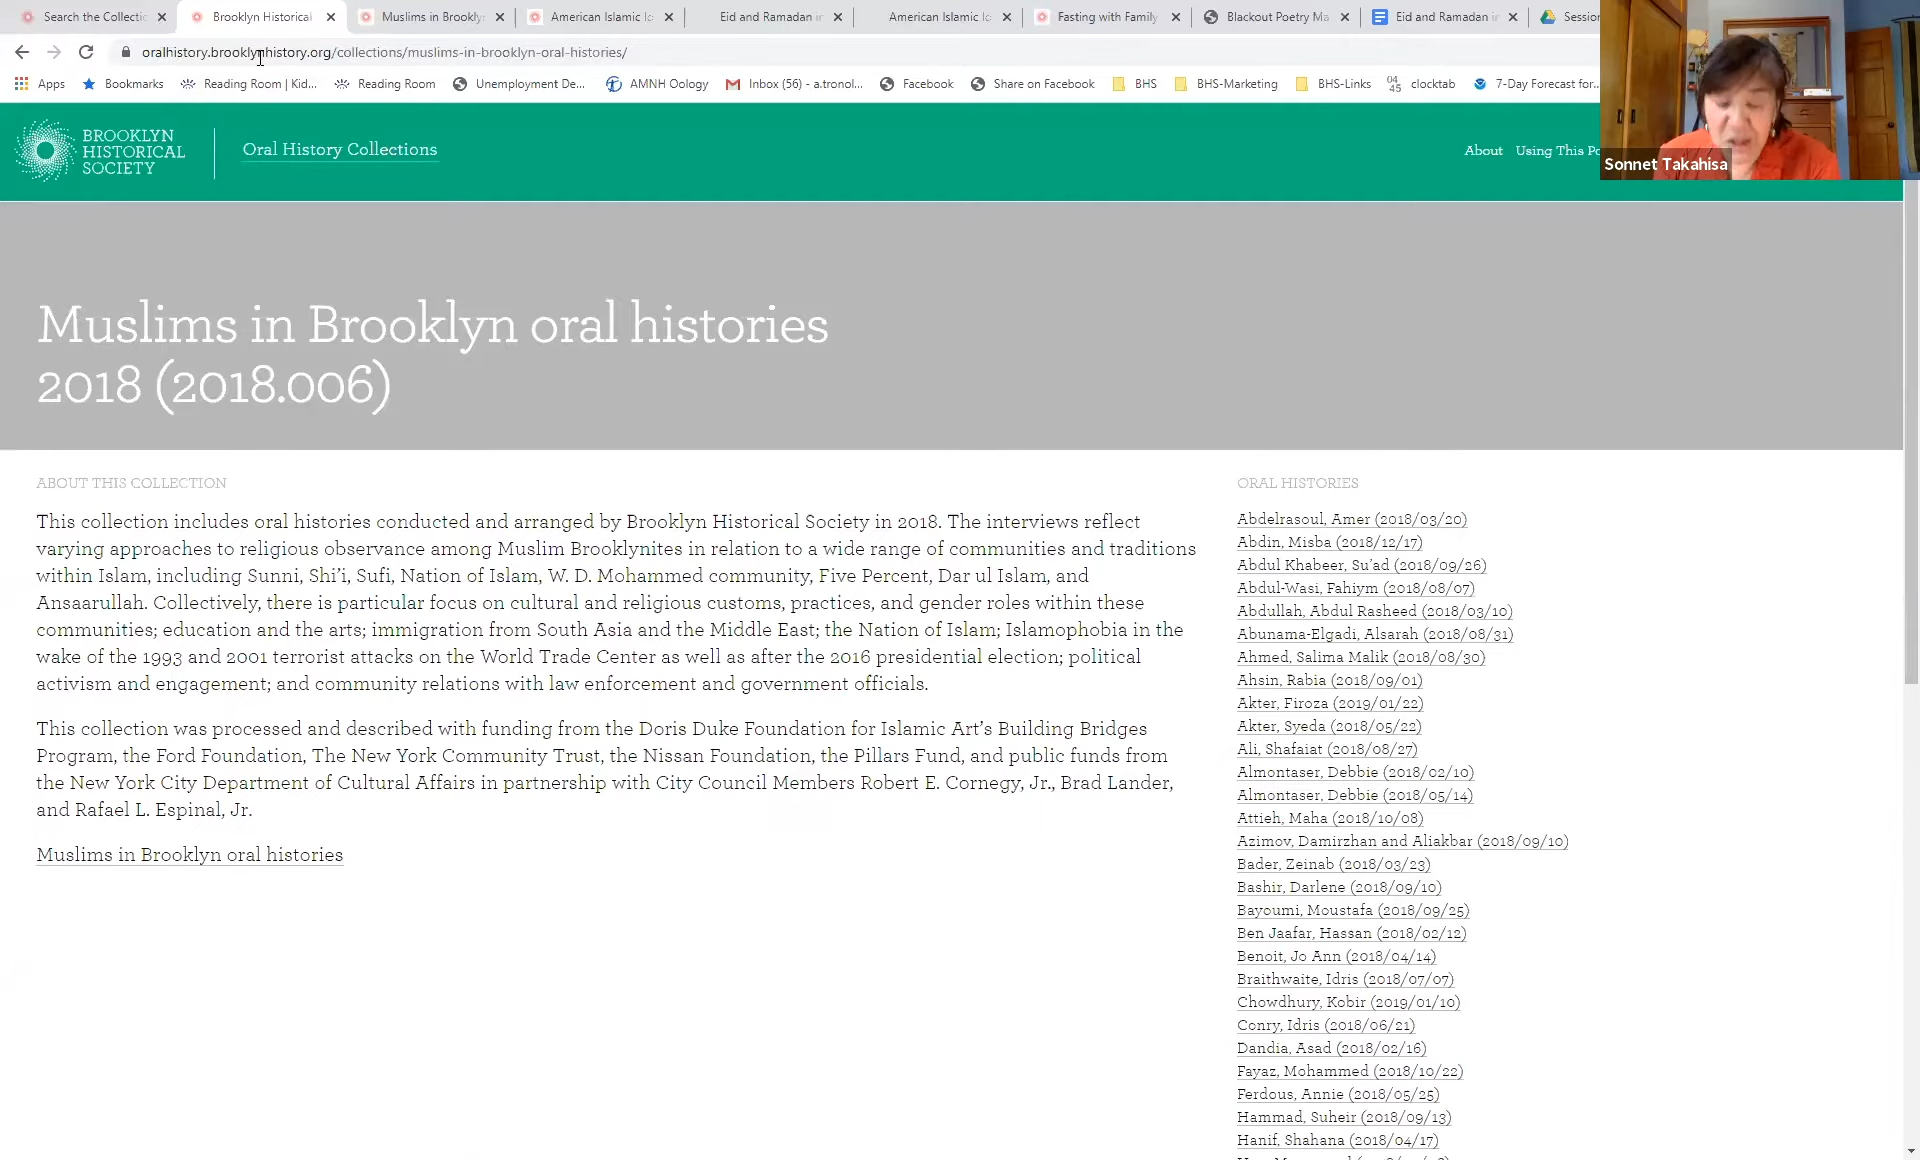 Search the Collecti
Brooklyn Historical
Muslims in Brookly
American Islamic Ic
Eid and Ramadan in
American Islamic Ic
Fasting with Family
Blackout Poetry Ma
Eid and Ramadan in
Session
oralhistory.brooklynhistory.org/collections/muslims-in-brooklyn-oral-histories/
Apps
Bookmarks
Reading Room | Kid...
Reading Room
Unemployment De...
AMNH Oology
Inbox (56) - a.tronol...
Facebook
Share on Facebook
BHS
BHS-Marketing
BHS-Links
04 45
clocktab
7-Day Forecast for...
BROOKLYN
HISTORICAL
SOCIETY
Oral History Collections
About Using This Po
Sonnet Takahisa
Muslims in Brooklyn oral histories
2018 (2018.006)
ABOUT THIS COLLECTION
This collection includes oral histories conducted and arranged by Brooklyn Historical Society in 2018. The interviews reflect
varying approaches to religious observance among Muslim Brooklynites in relation to a wide range of communities and traditions
within Islam, including Sunni, Shi'i, Sufi, Nation of Islam, W. D. Mohammed community, Five Percent, Dar ul Islam, and
Ansaarullah. Collectively, there is particular focus on cultural and religious customs, practices, and gender roles within these
communities; education and the arts; immigration from South Asia and the Middle East; the Nation of Islam; Islamophobia in the
wake of the 1993 and 2001 terrorist attacks on the World Trade Center as well as after the 2016 presidential election; political
activism and engagement; and community relations with law enforcement and government officials.
This collection was processed and described with funding from the Doris Duke Foundation for Islamic Art's Building Bridges
Program, the Ford Foundation, The New York Community Trust, the Nissan Foundation, the Pillars Fund, and public funds from
the New York City Department of Cultural Affairs in partnership with City Council Members Robert E. Cornegy, Jr., Brad Lander,
and Rafael L. Espinal, Jr.
Muslims in Brooklyn oral histories
ORAL HISTORIES
Abdelrasoul, Amer (2018/03/20)
Abdin, Misba (2018/12/17)
Abdul Khabeer, Su'ad (2018/09/26)
Abdul-Wasi, Fahiym (2018/08/07)
Abdullah, Abdul Rasheed (2018/03/10)
Abunama-Elgadi, Alsarah (2018/08/31)
Ahmed, Salima Malik (2018/08/30)
Ahsin, Rabia (2018/09/01)
Akter, Firoza (2019/01/22)
Akter, Syeda (2018/05/22)
Ali, Shafaiat (2018/08/27)
Almontaser, Debbie (2018/02/10)
Almontaser, Debbie (2018/05/14)
Attieh, Maha (2018/10/08)
Azimov, Damirzhan and Aliakbar (2018/09/10)
Bader, Zeinab (2018/03/23)
Bashir, Darlene (2018/09/10)
Bayoumi, Moustafa (2018/09/25)
Ben Jaafar, Hassan (2018/02/12)
Benoit, Jo Ann (2018/04/14)
Braithwaite, Idris (2018/07/07)
Chowdhury, Kobir (2019/01/10)
Conry, Idris (2018/06/21)
Dandia, Asad (2018/02/16)
Fayaz, Mohammed (2018/10/22)
Ferdous, Annie (2018/05/25)
Hammad, Suheir (2018/09/13)
Hanif, Shahana (2018/04/17)